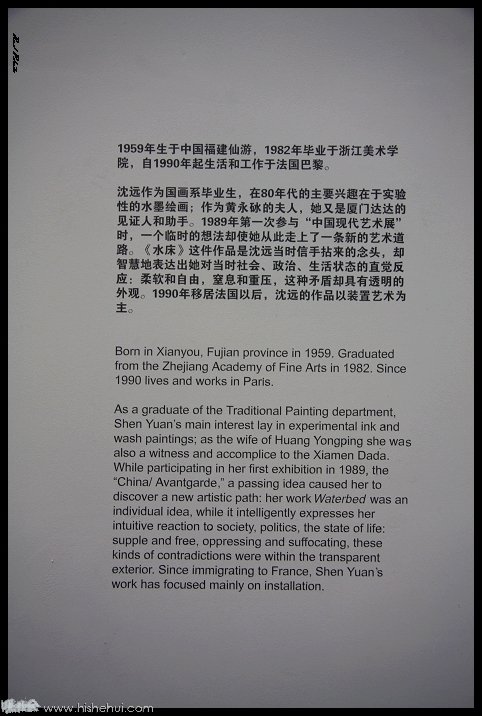 1959年生于中国福建仙游，1982年毕业于浙江美术学
院，自1990年起生活和工作于法国巴黎。
沈远作为国画系毕业生，在80年代的主要兴趣在于实验
性的水墨绘画；作为黄永砯的夫人，她又是厦门达达的
见证人和助手。1989年第一次参与“中国现代艺术展”
时，一个临时的想法却使她从此走上了一条新的艺术道
路。《水床》这件作品是沈远当时信手拈来的念头，却
智慧地表达出她对当时社会、政治、生活状态的直觉反
应：柔软和自由，窒息和重压，这种矛盾却具有透明的
外观。1990年移居法国以后，沈远的作品以装置艺术为
主。
Born in Xianyou, Fujian province in 1959. Graduated
from the Zhejiang Academy of Fine Arts in 1982. Since
1990 lives and works in Paris.
As a graduate of the Traditional Painting department,
Shen Yuan's main interest lay in experimental ink and
wash paintings; as the wife of Huang Yongping she was
also a witness and accomplice to the Xiamen Dada.
While participating in her first exhibition in 1989, the
“China/ Avantgarde,” a passing idea caused her to
discover a new artistic path: her work Waterbed was an
individual idea, while it intelligently expresses her
intuitive reaction to society, politics, the state of life:
supple and free, oppressing and suffocating, these
kinds of contradictions were within the transparent
exterior. Since immigrating to France, Shen Yuan's
work has focused mainly on installation.
www.hishehui.com